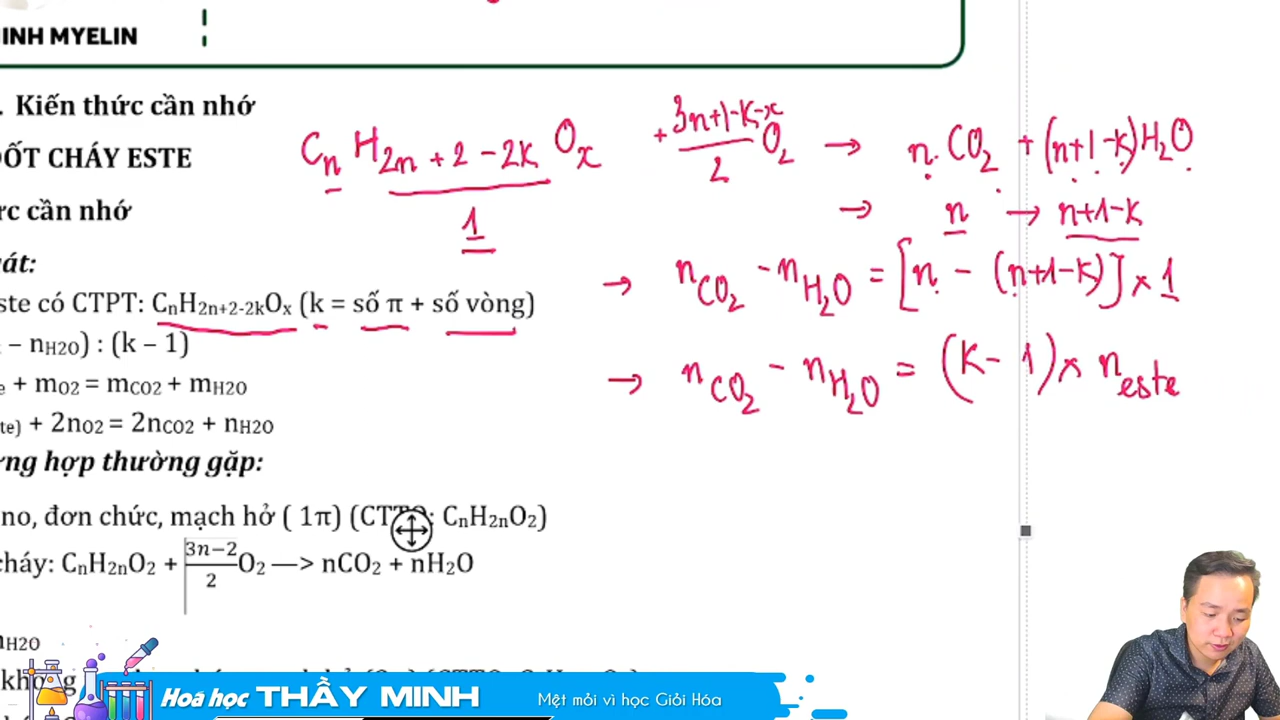 INH MYELIN
. Kiến thức cần nhớ
ĐỐT CHÁY ESTE
ức cần nhớ
uát:
ste có CTPT: CnH2n+2-2kOx (k = số π + số vòng)
– nH2O) : (k – 1)
e + mO2 = mCO2 + mH2O
ste) + 2nO2 = 2nCO2 + nH2O
ờng hợp thường gặp:
no, đơn chức, mạch hở ( 1π) (CTTQ: CnH2nO2)
cháy: CnH2nO2 + (3n−2)/2 O2 —> nCO2 + nH2O
nH2O
CnH2n+2-2kOx + (3n+1-k-x)/2 O2 → n.CO2 + (n+1-k)H2O
1 → n → n+1-k
→ nCO2 - nH2O = [n - (n+1-k)] × 1
→ nCO2 - nH2O = (k-1) × neste
Hoá học THẦY MINH Mệt mỏi vì học Giỏi Hóa